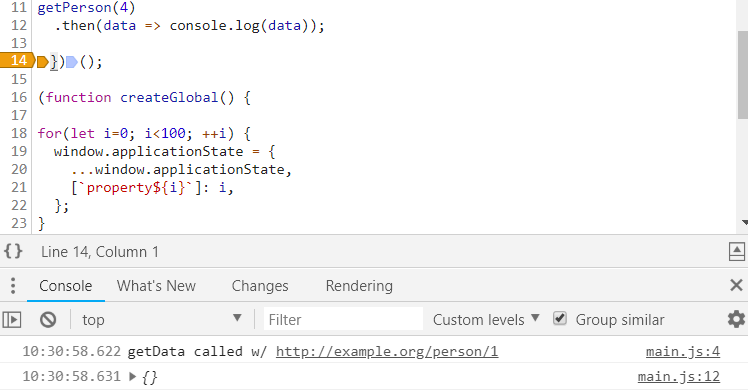 11 getPerson(4)
12 .then(data => console.log(data));
13
14 }) ();
15
16 (function createGlobal() {
17
18 for(let i=0; i<100; ++i) {
19 window.applicationState = {
20 ...window.applicationState,
21 [`property${i}`]: i,
22 };
23 }
{} Line 14, Column 1
Console What's New Changes Rendering
top Filter Custom levels Group similar
10:30:58.622 getData called w/ http://example.org/person/1 main.js:4
10:30:58.631 {} main.js:12